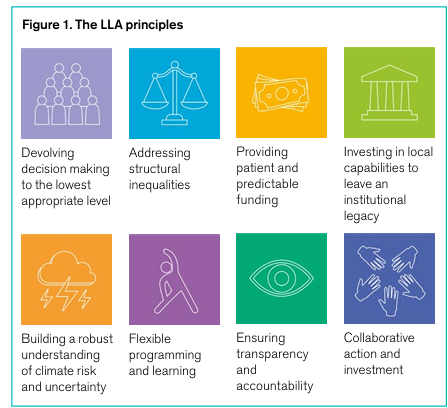 Figure 1. The LLA principles
Devolving
decision making
to the lowest
appropriate level
Addressing
structural
inequalities
Providing
patient and
predictable
funding
Investing in local
capabilities to
leave an
institutional
legacy
Building a robust
understanding
of climate risk
and uncertainty
Flexible
programming
and learning
Ensuring
transparency
and
accountability
Collaborative
action and
investment